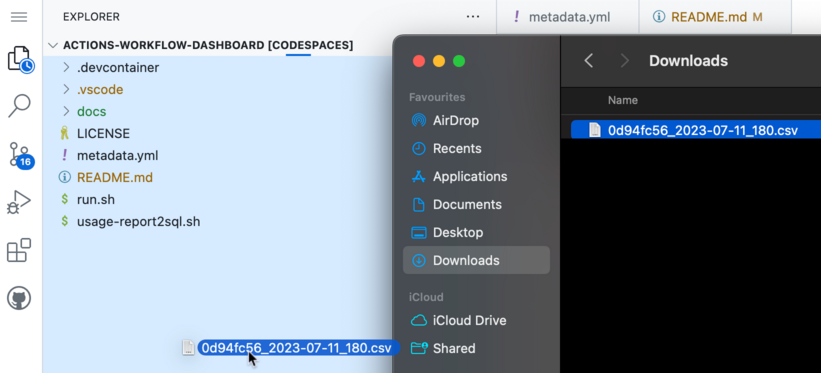 EXPLORER
...
! metadata.yml
README.md M
ACTIONS-WORKFLOW-DASHBOARD [CODESPACES]
.devcontainer
.vscode
docs
LICENSE
! metadata.yml
README.md
$ run.sh
$ usage-report2sql.sh
16
0d94fc56_2023-07-11_180.csv
Favourites
AirDrop
Recents
Applications
Documents
Desktop
Downloads
iCloud
iCloud Drive
Shared
Downloads
Name
0d94fc56_2023-07-11_180.csv